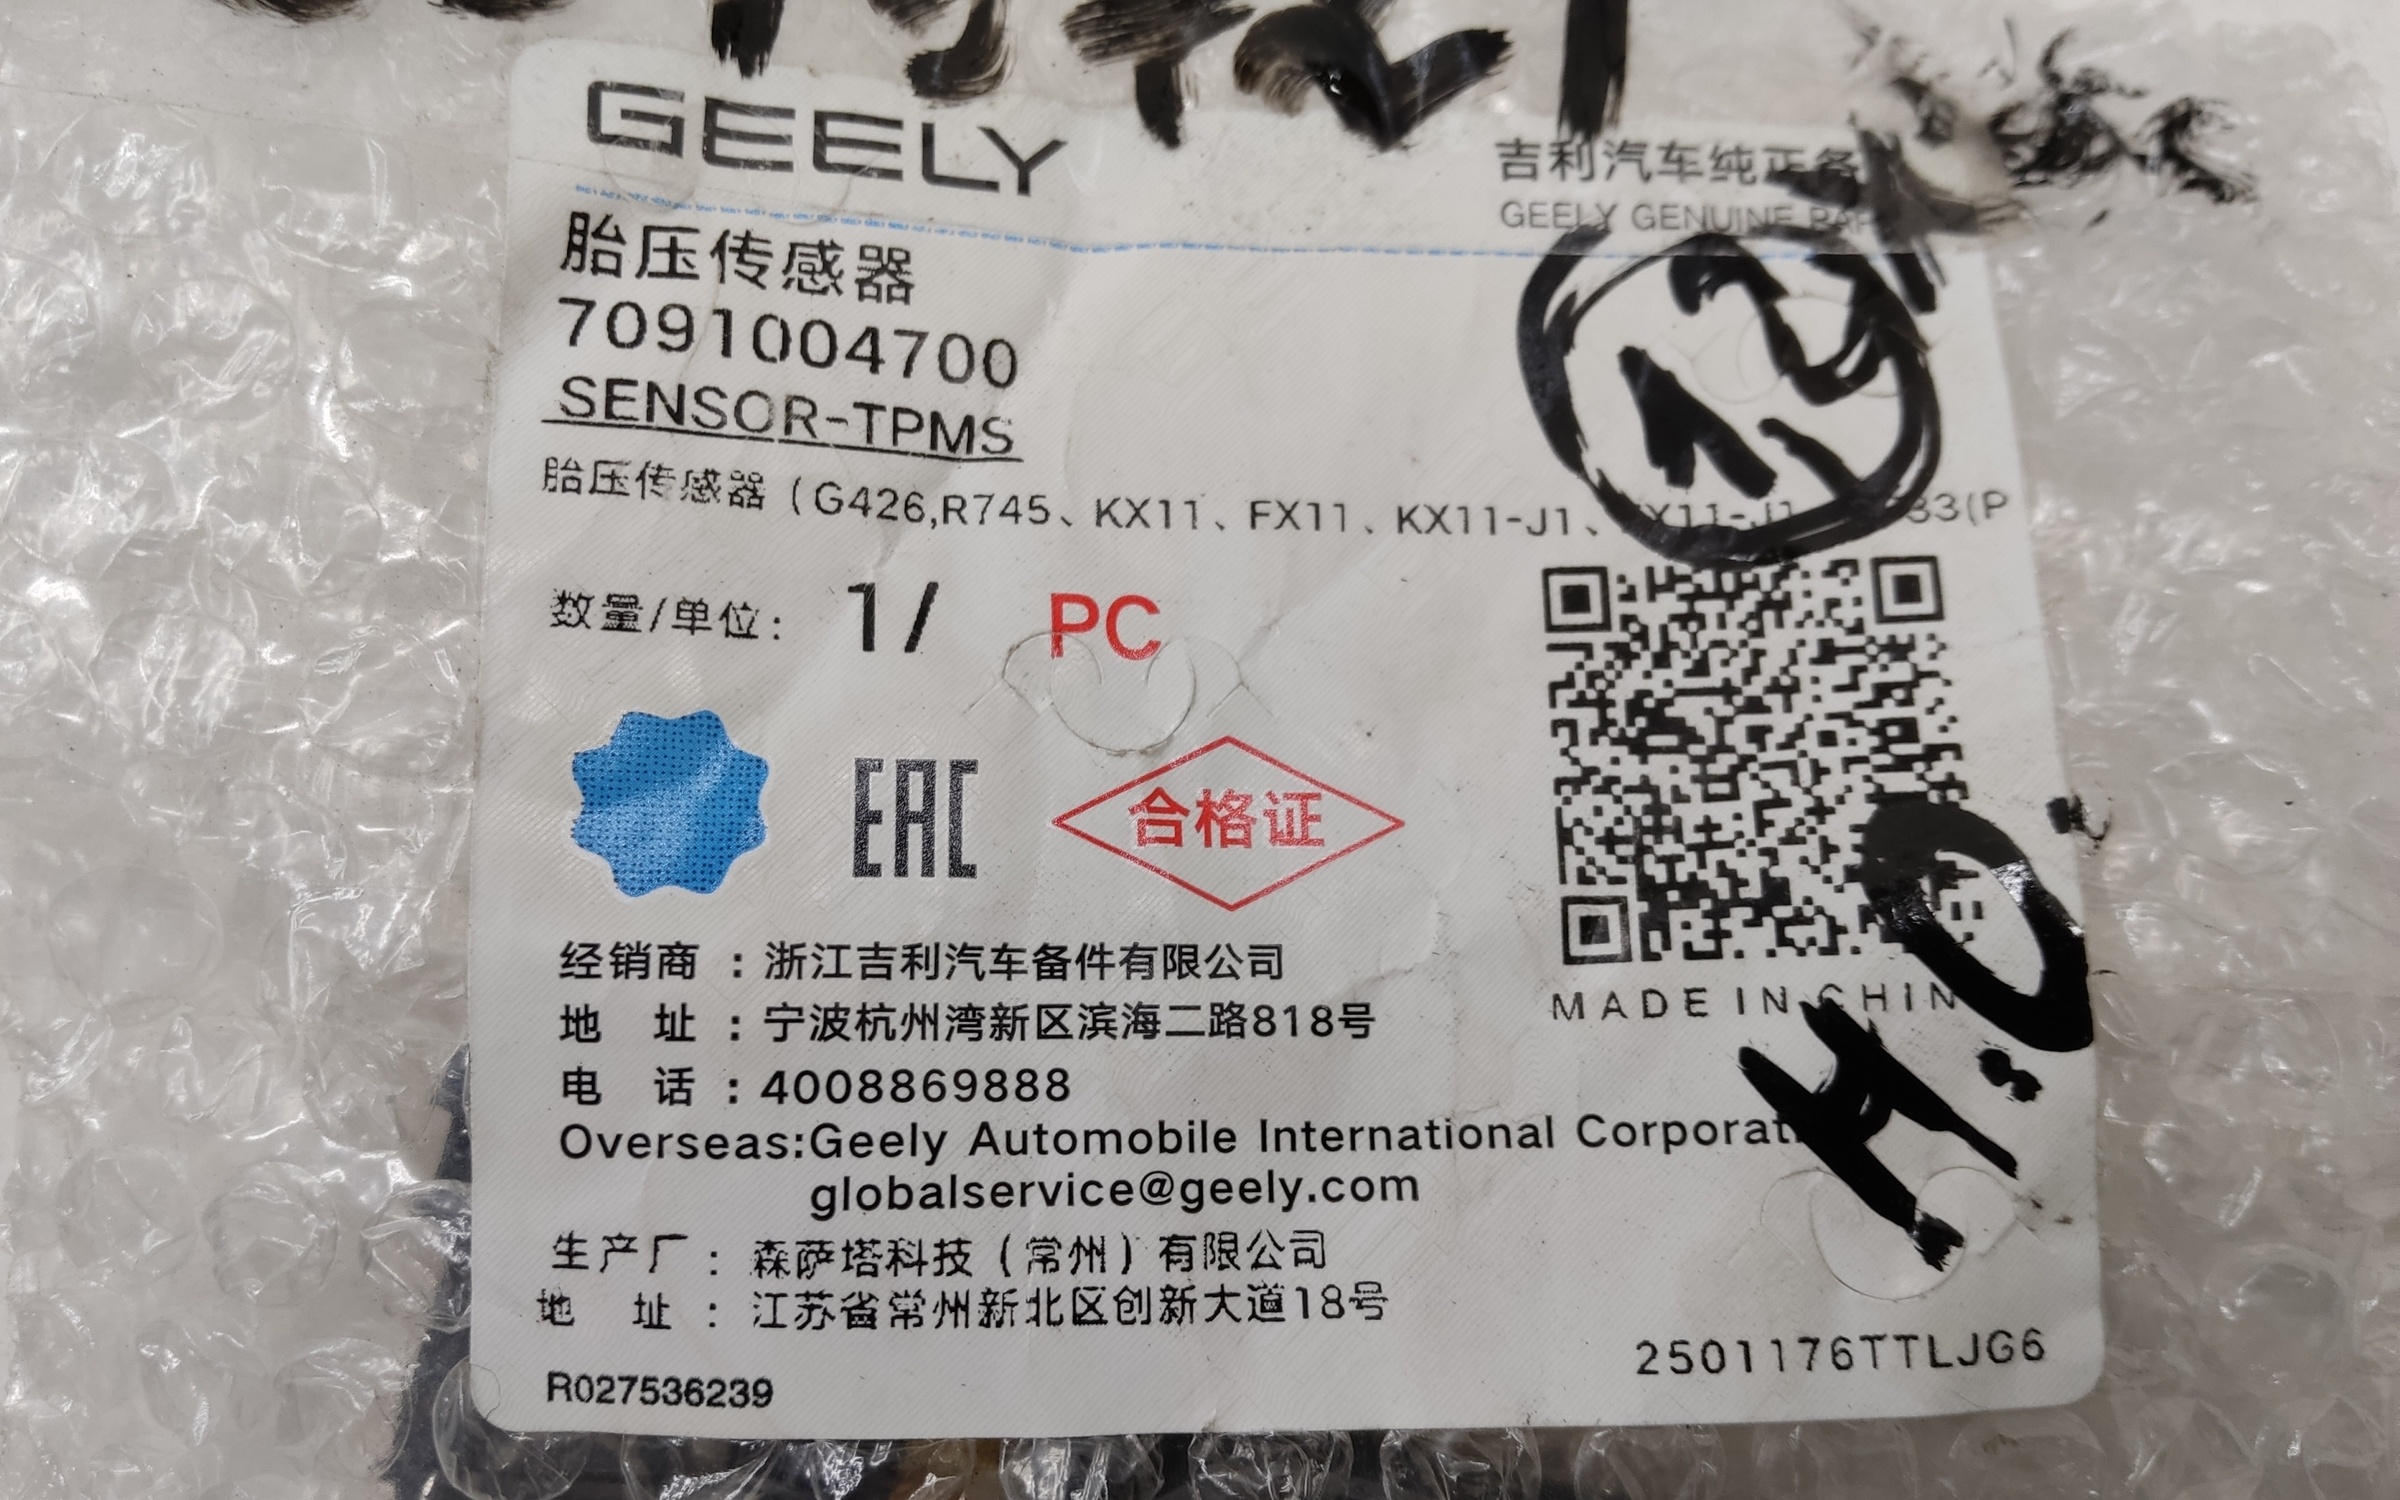 GEELY
吉利汽车纯正备
GEELY GENUINE
胎压传感器
7091004700
SENSOR-TPMS
胎压传感器（G426,R745、KX11、FX11、KX11-J1、 33(P
数量/单位：1/ PC
EAC
合格证
经销商 ：浙江吉利汽车备件有限公司
地 址 ：宁波杭州湾新区滨海二路818号
MADE IN
电 话 ：4008869888
Overseas:Geely Automobile International
globalservice@geely.com
H.O.
生产厂 ：森萨塔科技（常州）有限公司
地 址 ：江苏省常州新北区创新大道18号
2501176TTLJG6
R027536239